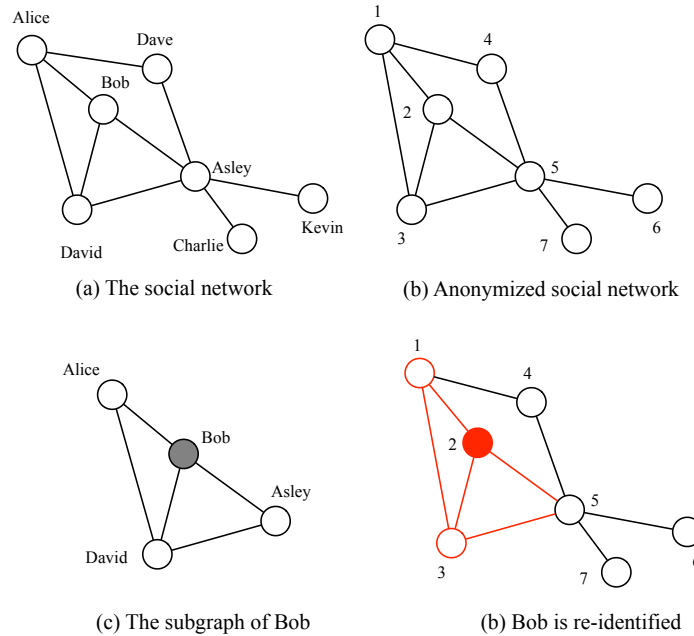 Alice
Dave
Bob
Asley
David
Charlie
Kevin
(a) The social network
1
4
2
5
3
7
6
(b) Anonymized social network
Alice
Bob
Asley
David
(c) The subgraph of Bob
1
4
2
5
3
7
(b) Bob is re-identified